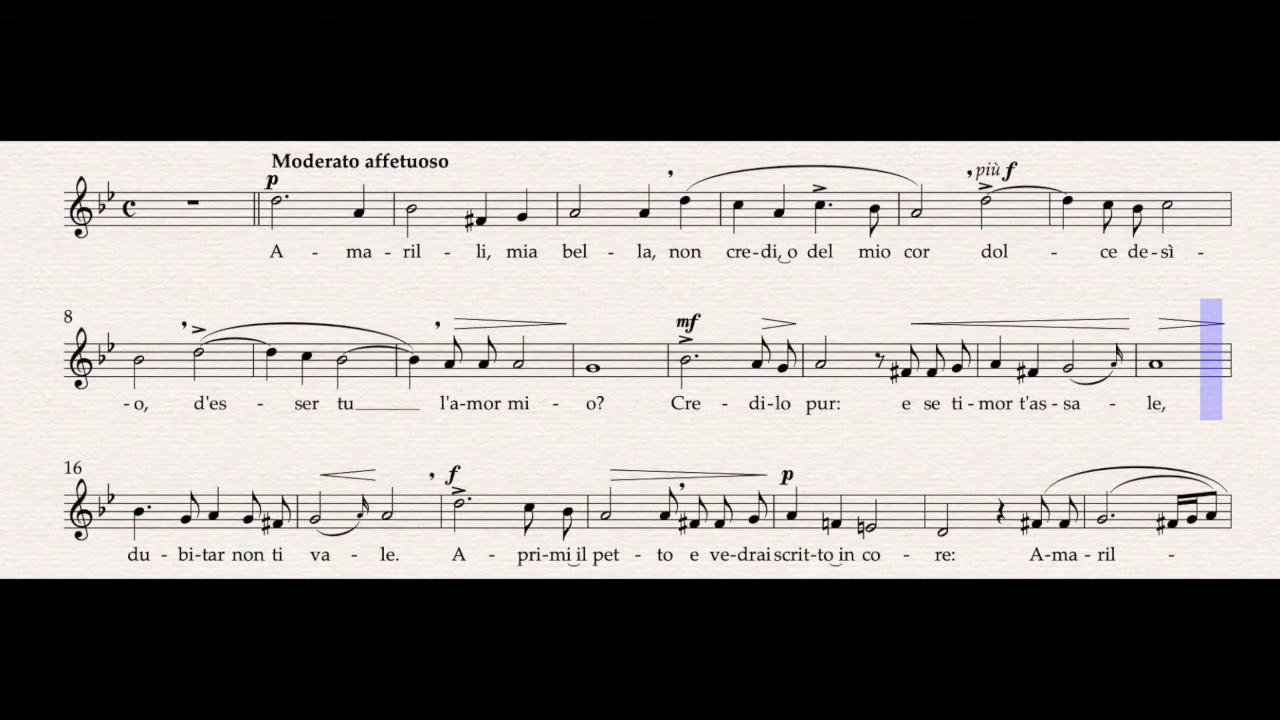 Moderato affetuoso
p
più f
A - ma - ril - li, mia bel - la, non cre - di, o del mio cor dol - ce de - sì -
8
mf
- o, d'es - ser tu____ l'a - mor mi - o? Cre - di - lo pur: e se ti - mor t'as - sa - le,
16
f p
du - bi - tar non ti va - le. A - pri - mi il pet - to e ve - drai scrit - to in co - re: A - ma - ril -